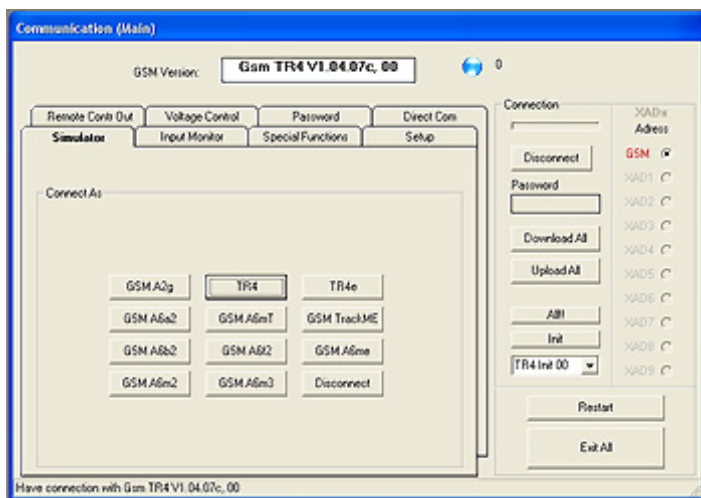 Communication (Main)
GSM Version:
Gsm TR4 V1.04.07c, 00
0
Remote Contr Out
Voltage Control
Password
Direct Com
Simulator
Input Monitor
Special Functions
Setup
Connect As
GSM A2g
TR4
TR4e
GSM A6a2
GSM A6mT
GSM TrackME
GSM A6b2
GSM A6t2
GSM A6me
GSM A6m2
GSM A6m3
Disconnect
Connection
Disconnect
Password
Download All
Upload All
All!
Init
TR4 Init 00
XADs
Adress
GSM
XAD1
XAD2
XAD3
XAD4
XAD5
XAD6
XAD7
XAD8
XAD9
Restart
Exit All
Have connection with Gsm TR4 V1.04.07c, 00